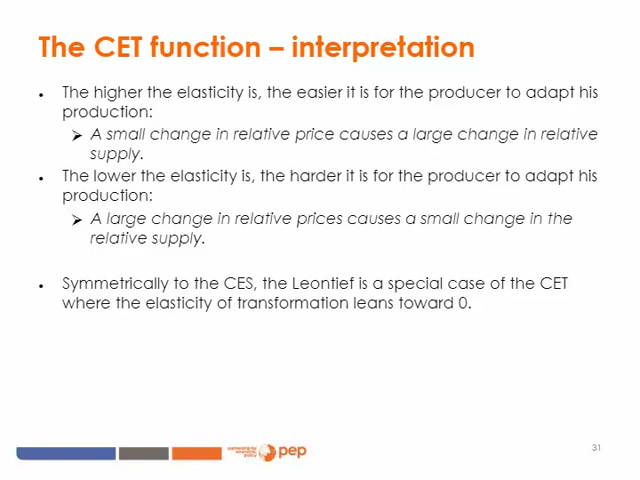 The CET function – interpretation
• The higher the elasticity is, the easier it is for the producer to adapt his
production:
➤ A small change in relative price causes a large change in relative
supply.
• The lower the elasticity is, the harder it is for the producer to adapt his
production:
➤ A large change in relative prices causes a small change in the
relative supply.
• Symmetrically to the CES, the Leontief is a special case of the CET
where the elasticity of transformation leans toward 0.
partnership for
economic
policy
pep
31